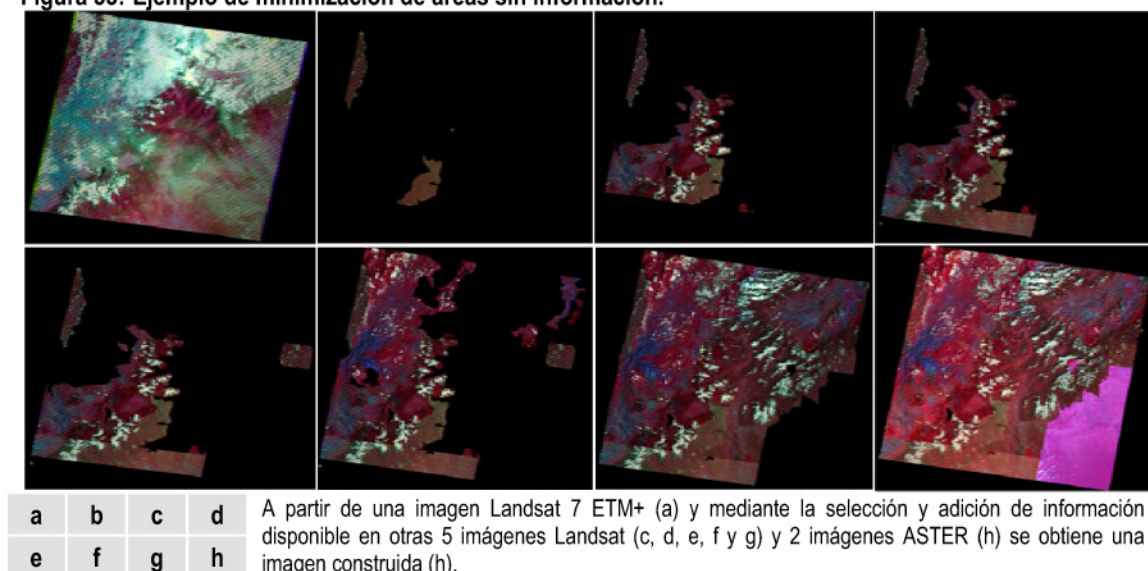 Figura 39. Ejemplo de minimización de áreas sin información.
a b c d
e f g h
A partir de una imagen Landsat 7 ETM+ (a) y mediante la selección y adición de información
disponible en otras 5 imágenes Landsat (c, d, e, f y g) y 2 imágenes ASTER (h) se obtiene una
imagen construida (h).